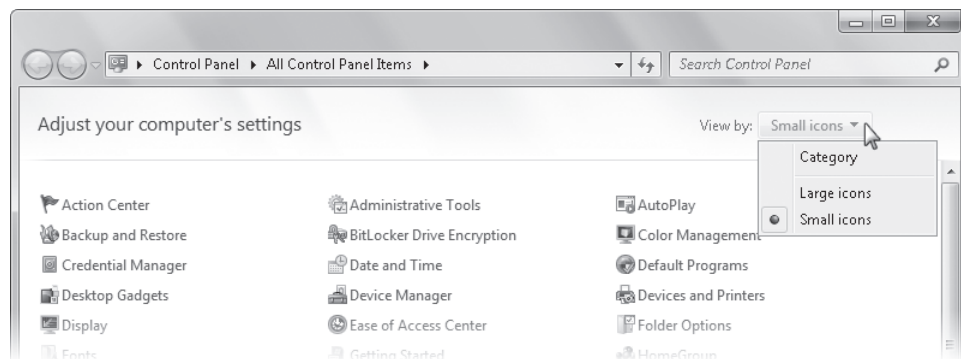 Control Panel All Control Panel Items Search Control Panel
Adjust your computer's settings View by: Small icons
Category
Large icons
Small icons
Action Center Administrative Tools AutoPlay
Backup and Restore BitLocker Drive Encryption Color Management
Credential Manager Date and Time Default Programs
Desktop Gadgets Device Manager Devices and Printers
Display Ease of Access Center Folder Options
Fonts Getting Started HomeGroup